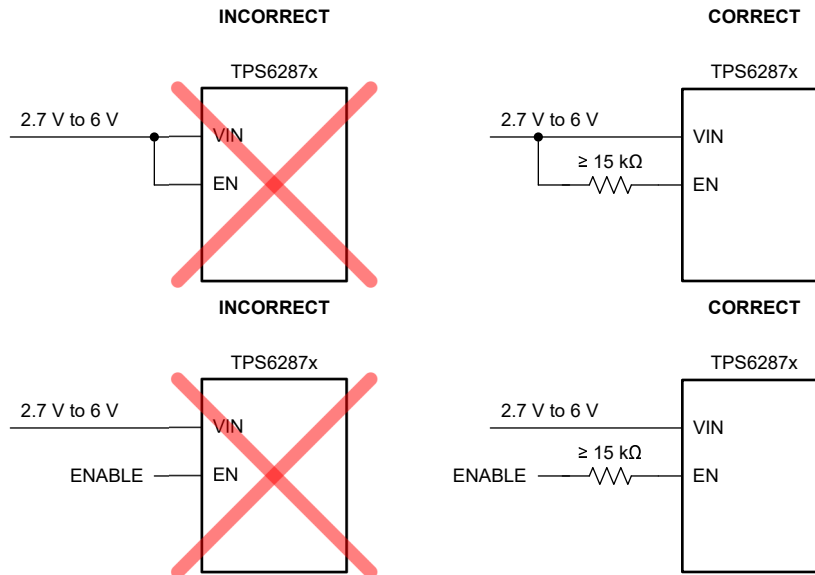 INCORRECT
CORRECT
TPS6287x
TPS6287x
2.7 V to 6 V
VIN
EN
2.7 V to 6 V
VIN
≥ 15 kΩ
EN
INCORRECT
CORRECT
TPS6287x
TPS6287x
2.7 V to 6 V
VIN
ENABLE
EN
2.7 V to 6 V
VIN
≥ 15 kΩ
ENABLE
EN